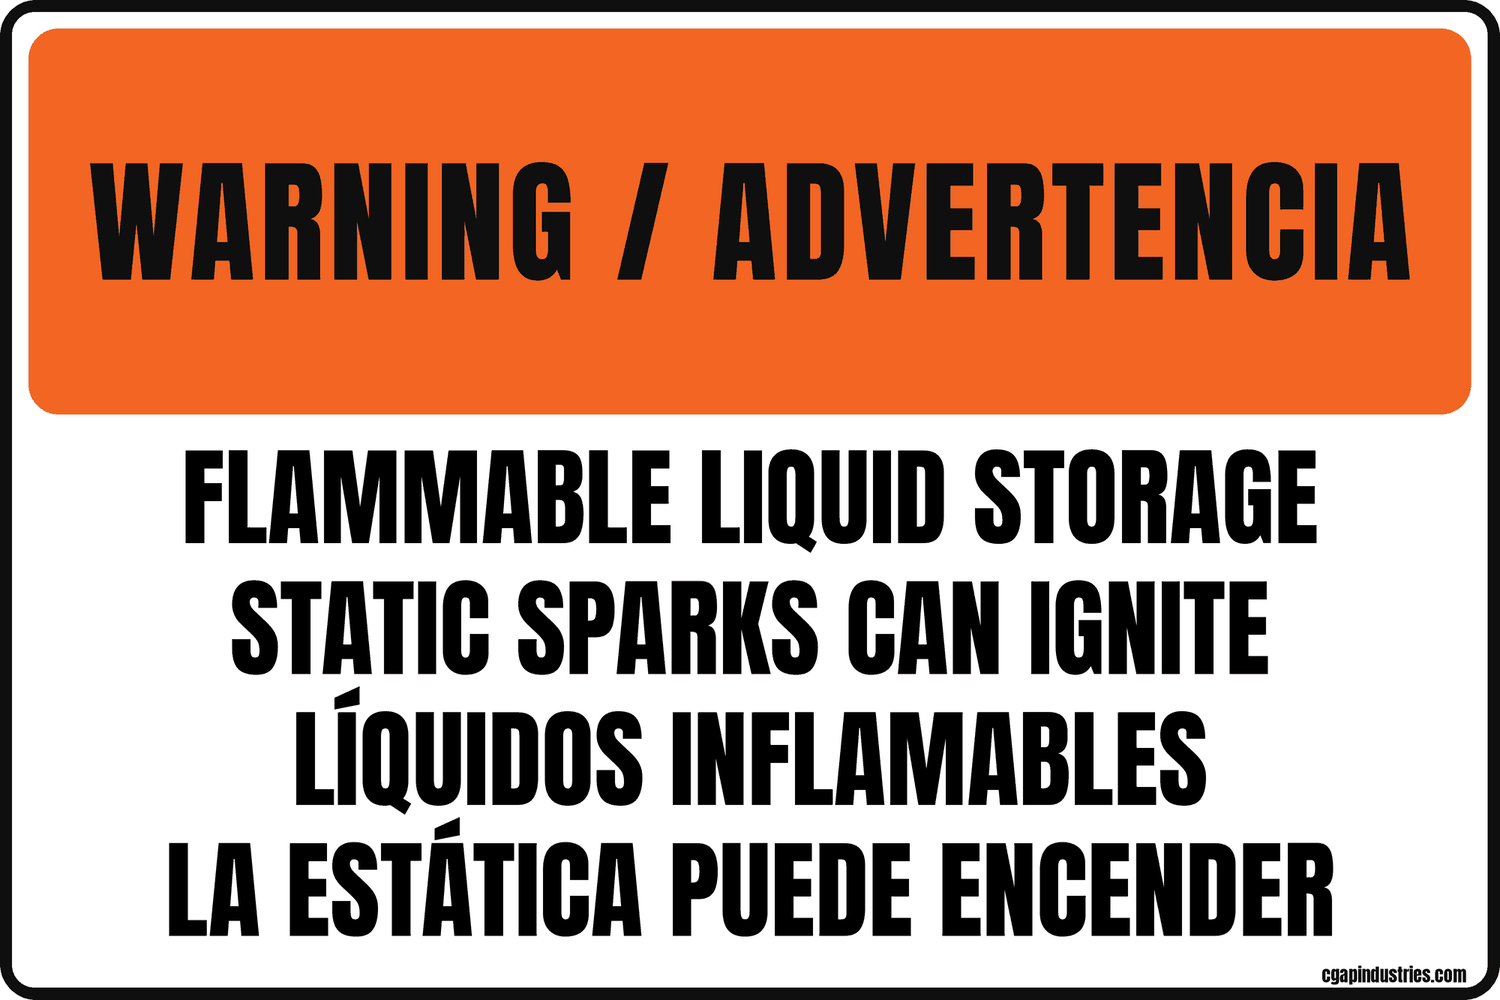 WARNING / ADVERTENCIA
FLAMMABLE LIQUID STORAGE
STATIC SPARKS CAN IGNITE
LÍQUIDOS INFLAMABLES
LA ESTÁTICA PUEDE ENCENDER
cgapindustries.com